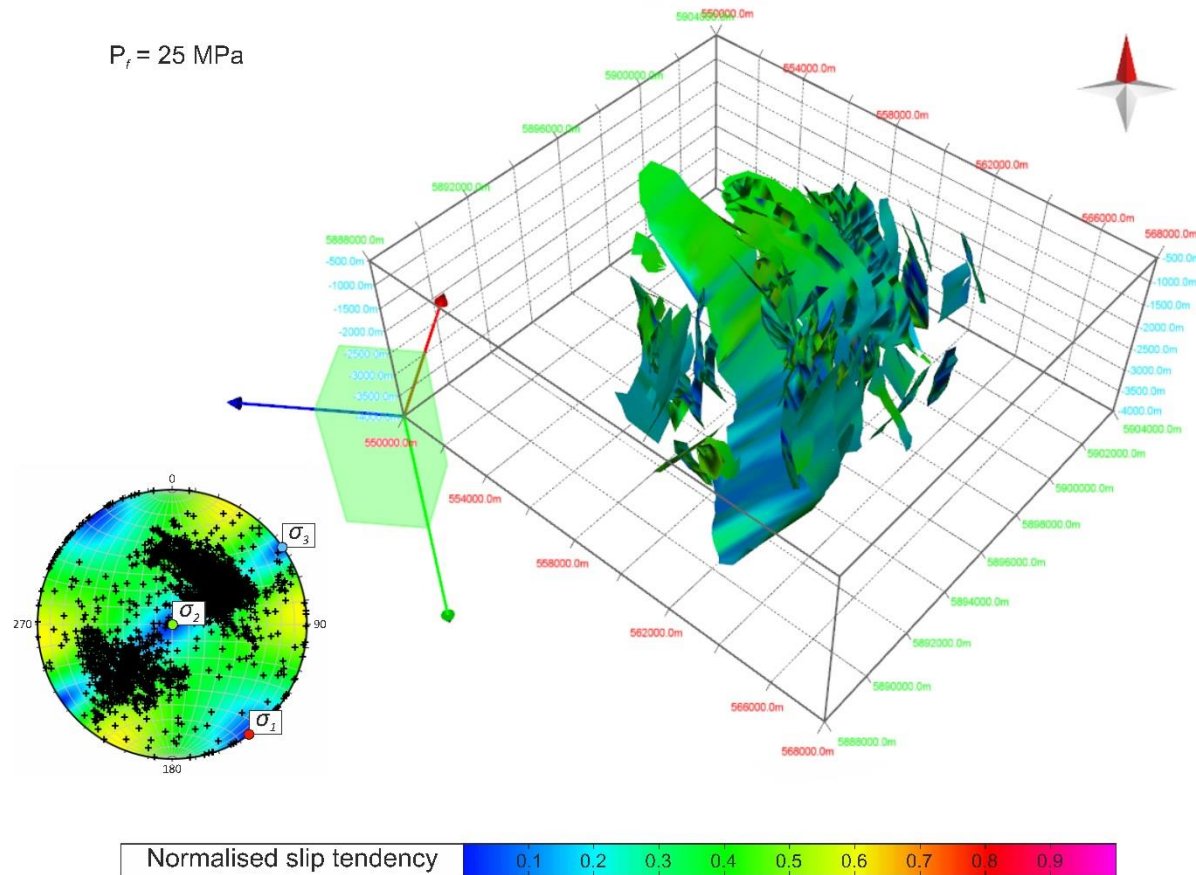 P_f = 25 MPa
550000.0m
554000.0m
558000.0m
562000.0m
566000.0m
568000.0m
5900000.0m
5896000.0m
5892000.0m
5888000.0m
-500.0m
-1000.0m
-1500.0m
-2000.0m
-2500.0m
-3000.0m
-3500.0m
550000.0m
554000.0m
558000.0m
562000.0m
566000.0m
568000.0m
-500.0m
-1000.0m
-1500.0m
-2000.0m
-2500.0m
-3000.0m
-3500.0m
-4000.0m
5904000.0m
5902000.0m
5900000.0m
5898000.0m
5896000.0m
5894000.0m
5892000.0m
5890000.0m
5888000.0m
0
σ₃
σ₂
270
90
σ₁
180
Normalised slip tendency 0.1 0.2 0.3 0.4 0.5 0.6 0.7 0.8 0.9